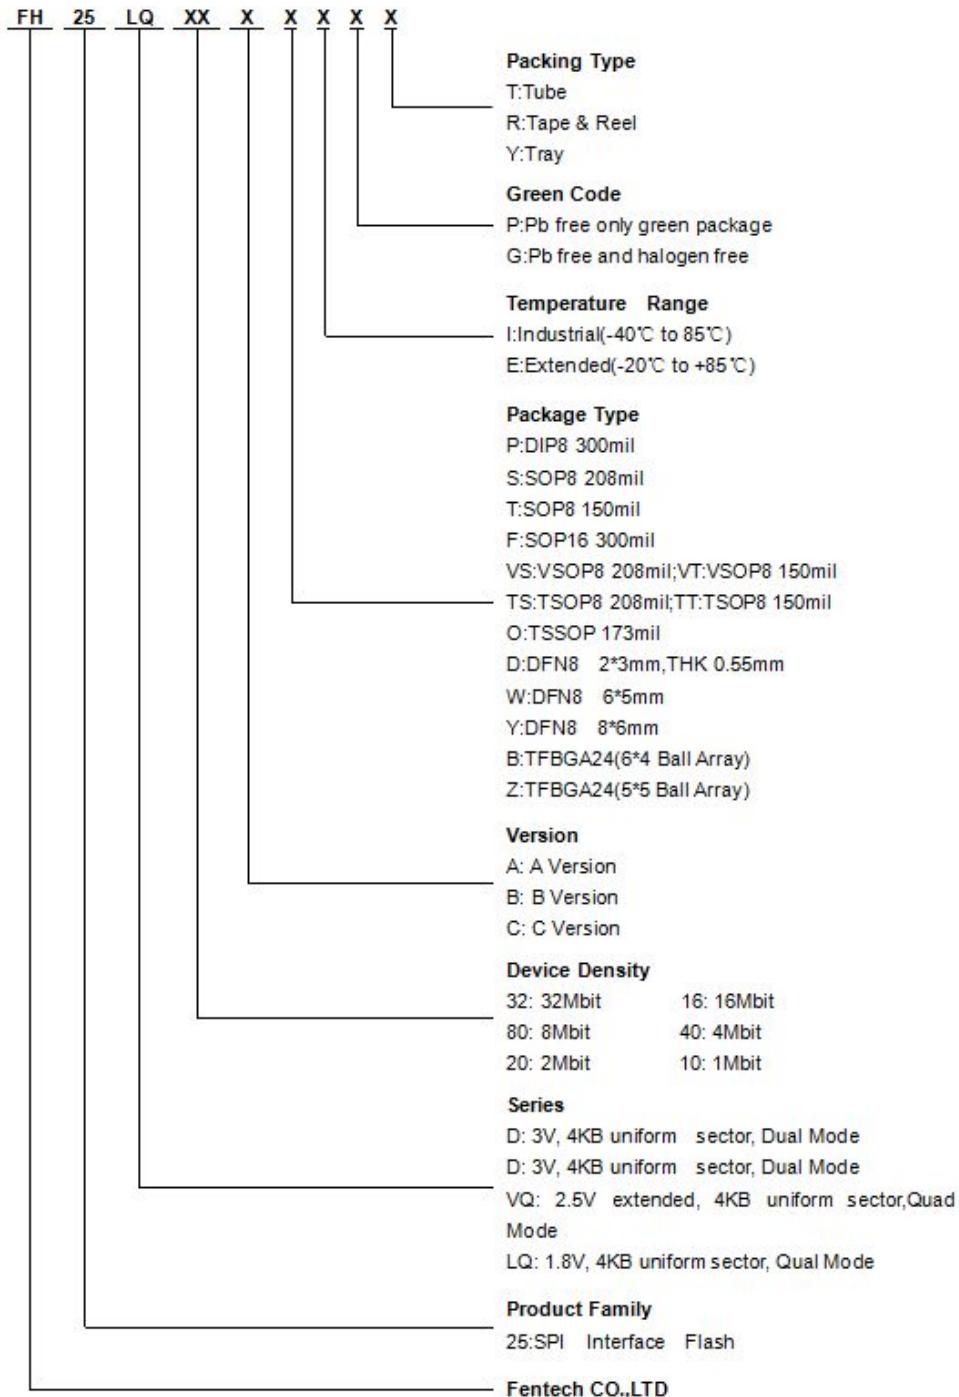 FH 25 LQ XX X X X X X
Packing Type
T:Tube
R:Tape & Reel
Y:Tray
Green Code
P:Pb free only green package
G:Pb free and halogen free
Temperature Range
I:Industrial(-40℃ to 85℃)
E:Extended(-20℃ to +85℃)
Package Type
P:DIP8 300mil
S:SOP8 208mil
T:SOP8 150mil
F:SOP16 300mil
VS:VSOP8 208mil;VT:VSOP8 150mil
TS:TSOP8 208mil;TT:TSOP8 150mil
O:TSSOP 173mil
D:DFN8 2*3mm,THK 0.55mm
W:DFN8 6*5mm
Y:DFN8 8*6mm
B:TFBGA24(6*4 Ball Array)
Z:TFBGA24(5*5 Ball Array)
Version
A: A Version
B: B Version
C: C Version
Device Density
32: 32Mbit 16: 16Mbit
80: 8Mbit 40: 4Mbit
20: 2Mbit 10: 1Mbit
Series
D: 3V, 4KB uniform sector, Dual Mode
D: 3V, 4KB uniform sector, Dual Mode
VQ: 2.5V extended, 4KB uniform sector,Quad
Mode
LQ: 1.8V, 4KB uniform sector, Qual Mode
Product Family
25:SPI Interface Flash
Fentech CO.,LTD